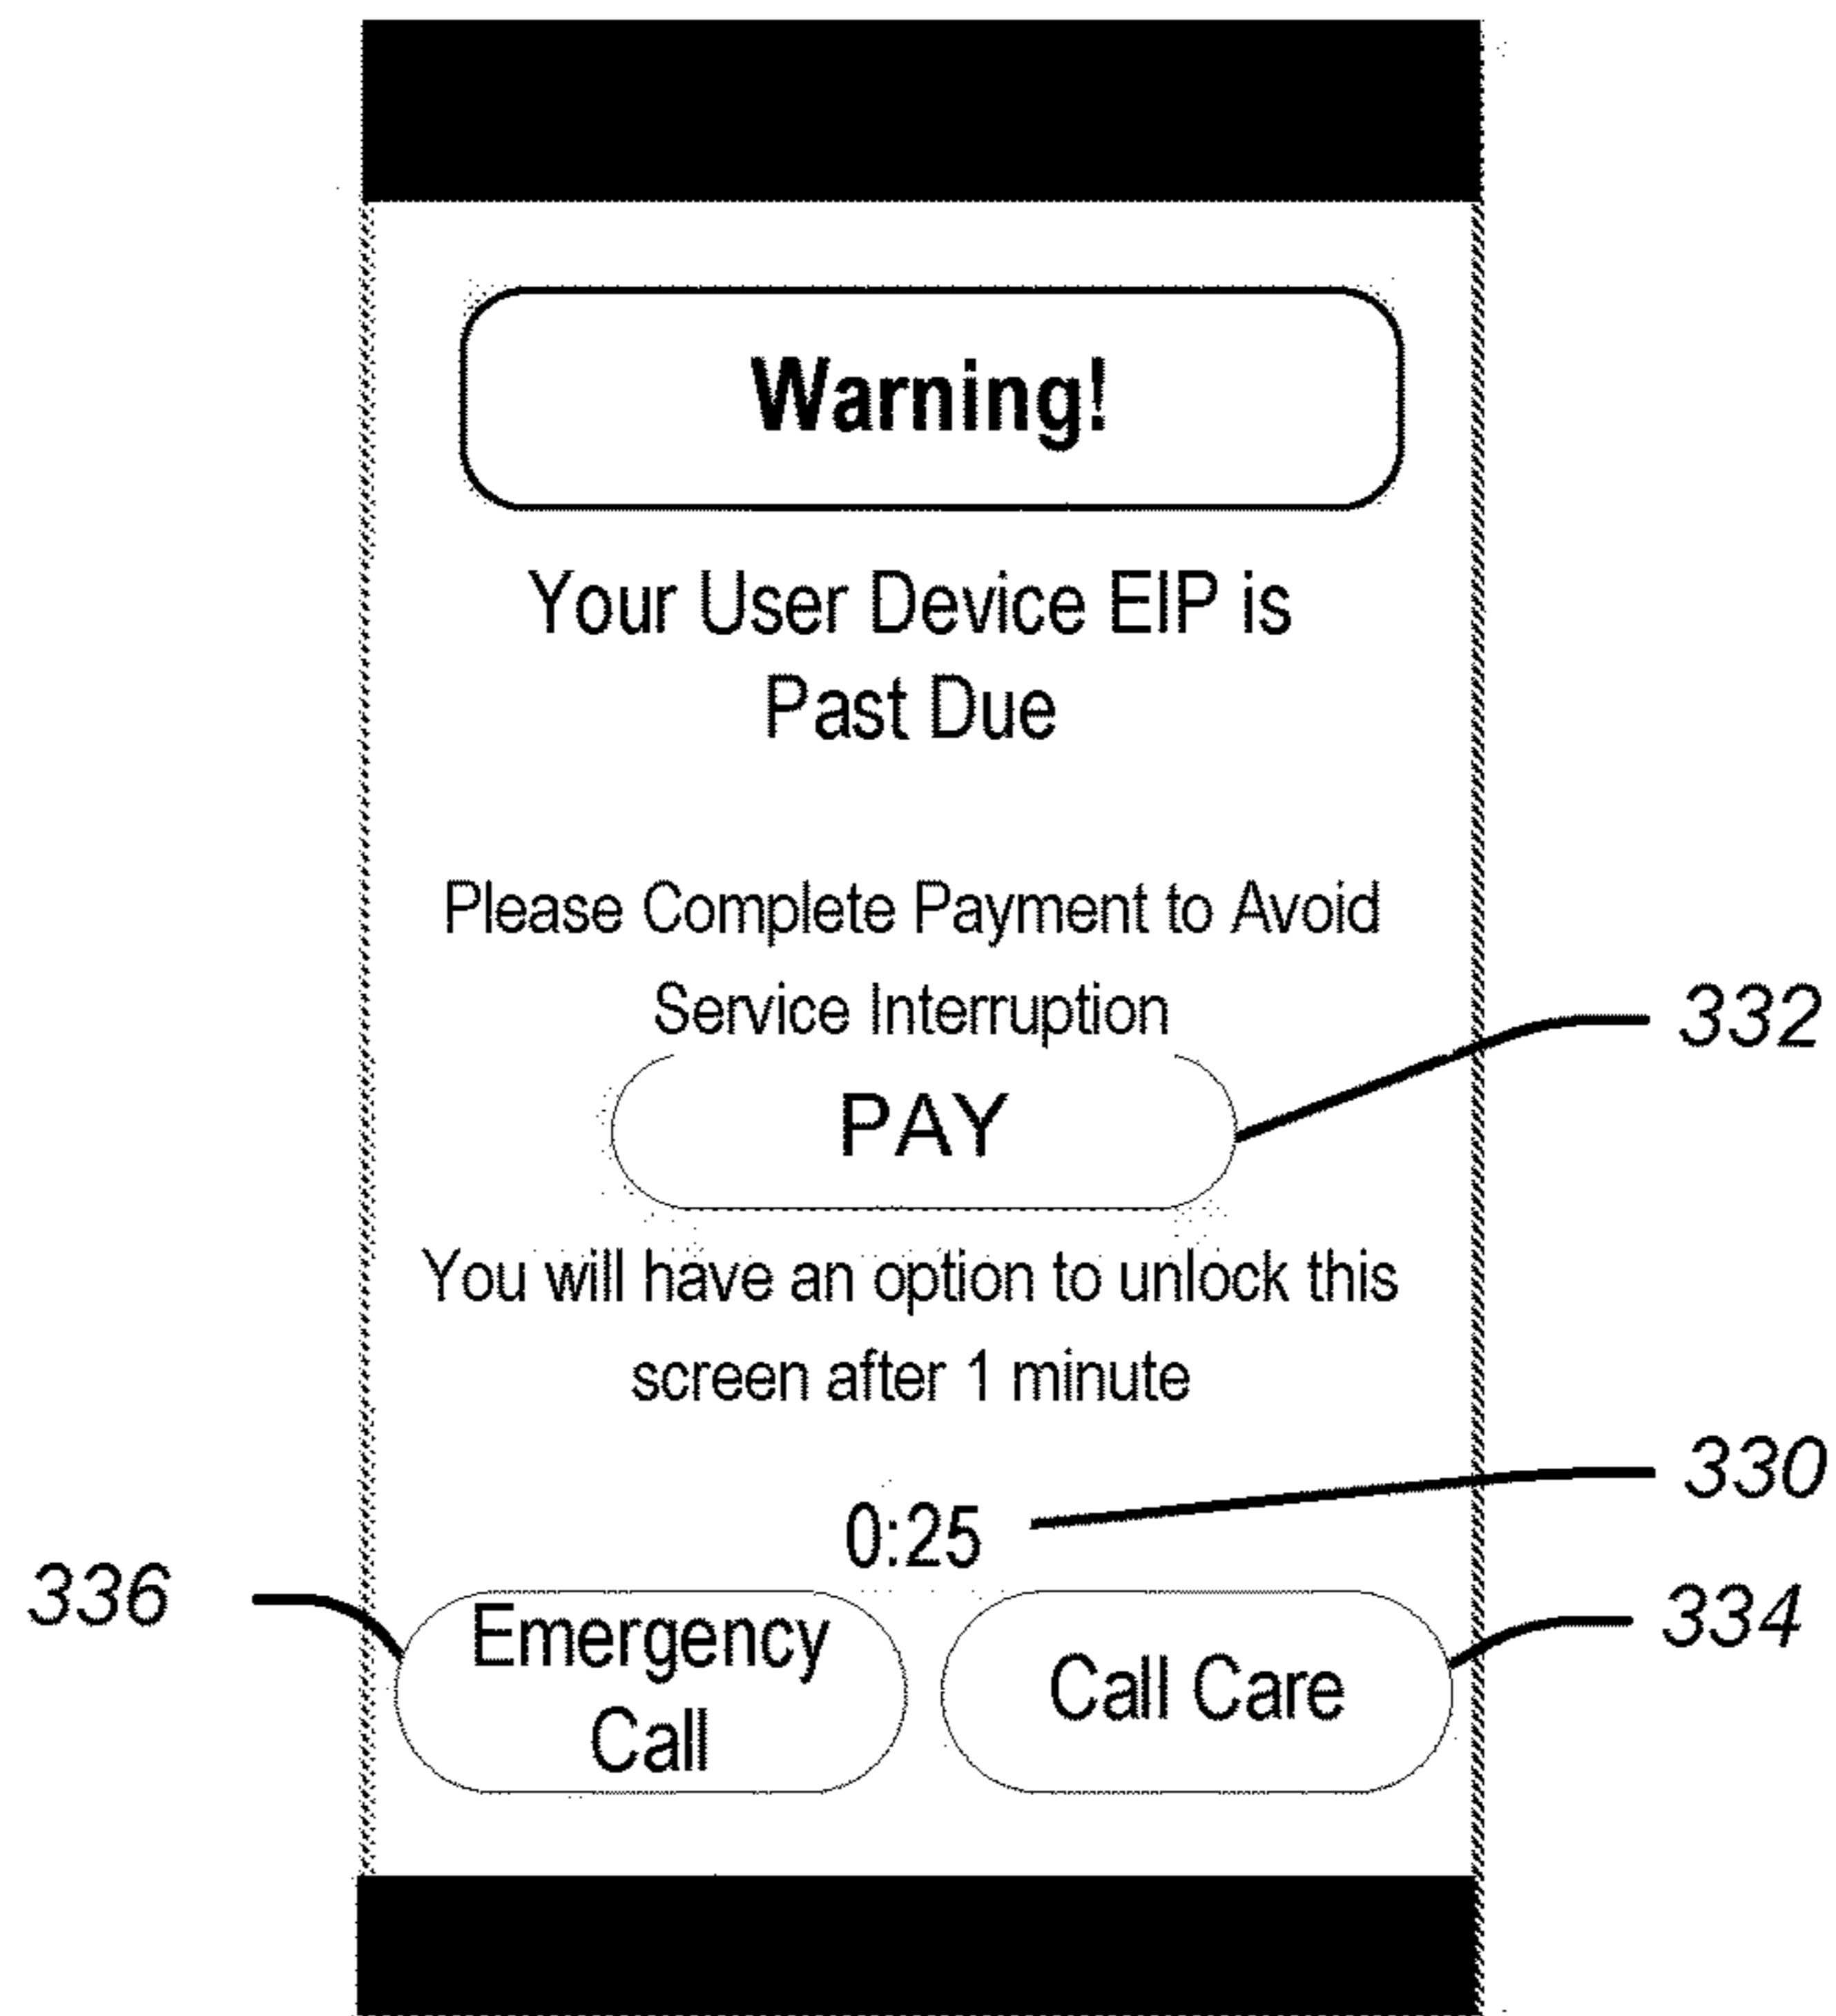 Warning!
Your User Device EIP is
Past Due
Please Complete Payment to Avoid
Service Interruption
332
PAY
You will have an option to unlock this
screen after 1 minute
330
0:25
336
Emergency
Call
Call Care
334